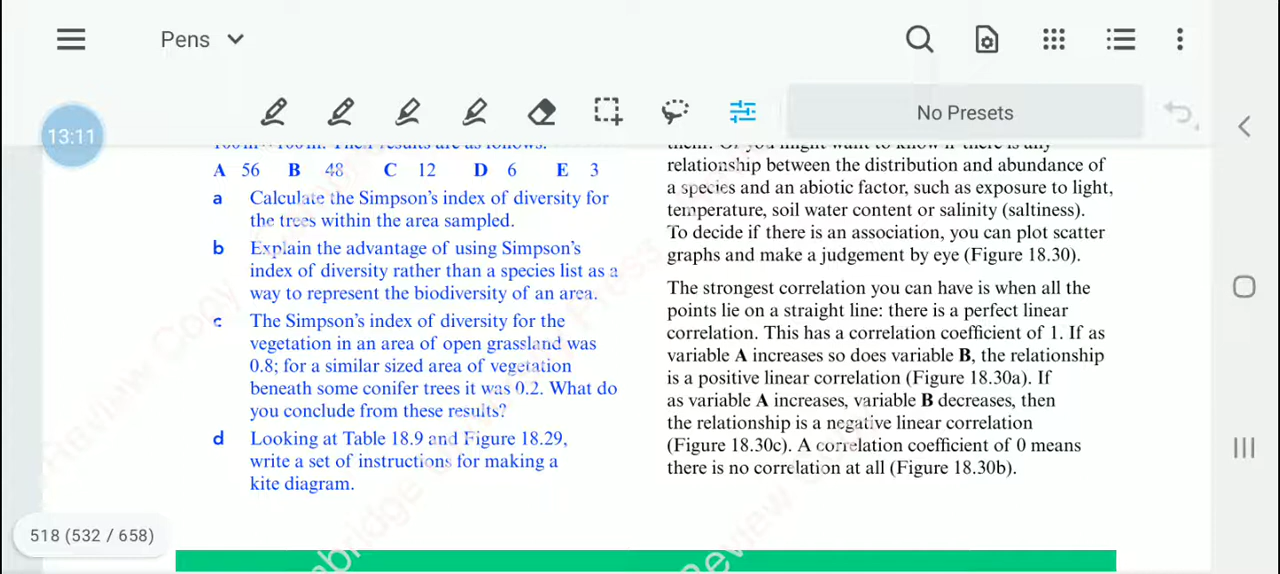 Pens
No Presets
13:11
A 56 B 48 C 12 D 6 E 3
a Calculate the Simpson's index of diversity for
the trees within the area sampled.
b Explain the advantage of using Simpson's
index of diversity rather than a species list as a
way to represent the biodiversity of an area.
c The Simpson's index of diversity for the
vegetation in an area of open grassland was
0.8; for a similar sized area of vegetation
beneath some conifer trees it was 0.2. What do
you conclude from these results?
d Looking at Table 18.9 and Figure 18.29,
write a set of instructions for making a
kite diagram.
them. Or you might want to know if there is any
relationship between the distribution and abundance of
a species and an abiotic factor, such as exposure to light,
temperature, soil water content or salinity (saltiness).
To decide if there is an association, you can plot scatter
graphs and make a judgement by eye (Figure 18.30).
The strongest correlation you can have is when all the
points lie on a straight line: there is a perfect linear
correlation. This has a correlation coefficient of 1. If as
variable A increases so does variable B, the relationship
is a positive linear correlation (Figure 18.30a). If
as variable A increases, variable B decreases, then
the relationship is a negative linear correlation
(Figure 18.30c). A correlation coefficient of 0 means
there is no correlation at all (Figure 18.30b).
518 (532 / 658)